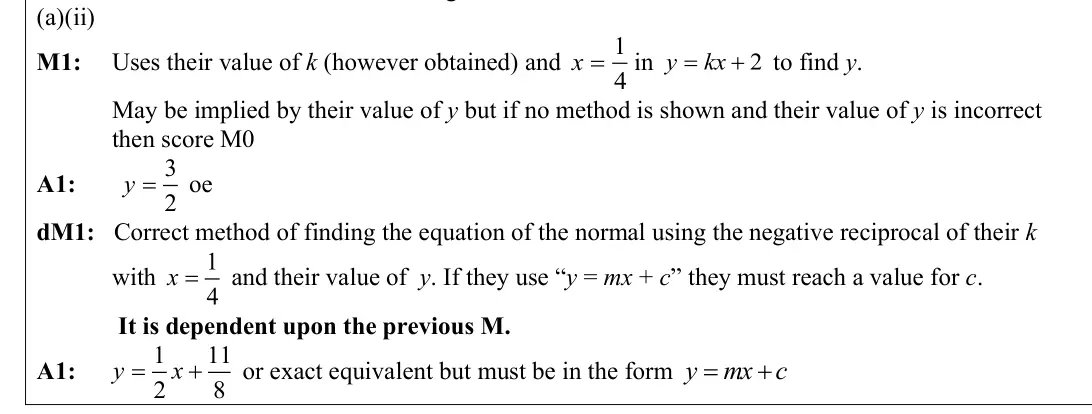 (a)(ii)
M1: Uses their value of k (however obtained) and x = 1/4 in y = kx + 2 to find y.
May be implied by their value of y but if no method is shown and their value of y is incorrect
then score M0
A1: y = 3/2 oe
dM1: Correct method of finding the equation of the normal using the negative reciprocal of their k
with x = 1/4 and their value of y. If they use “y = mx + c” they must reach a value for c.
It is dependent upon the previous M.
A1: y = 1/2 x + 11/8 or exact equivalent but must be in the form y = mx + c